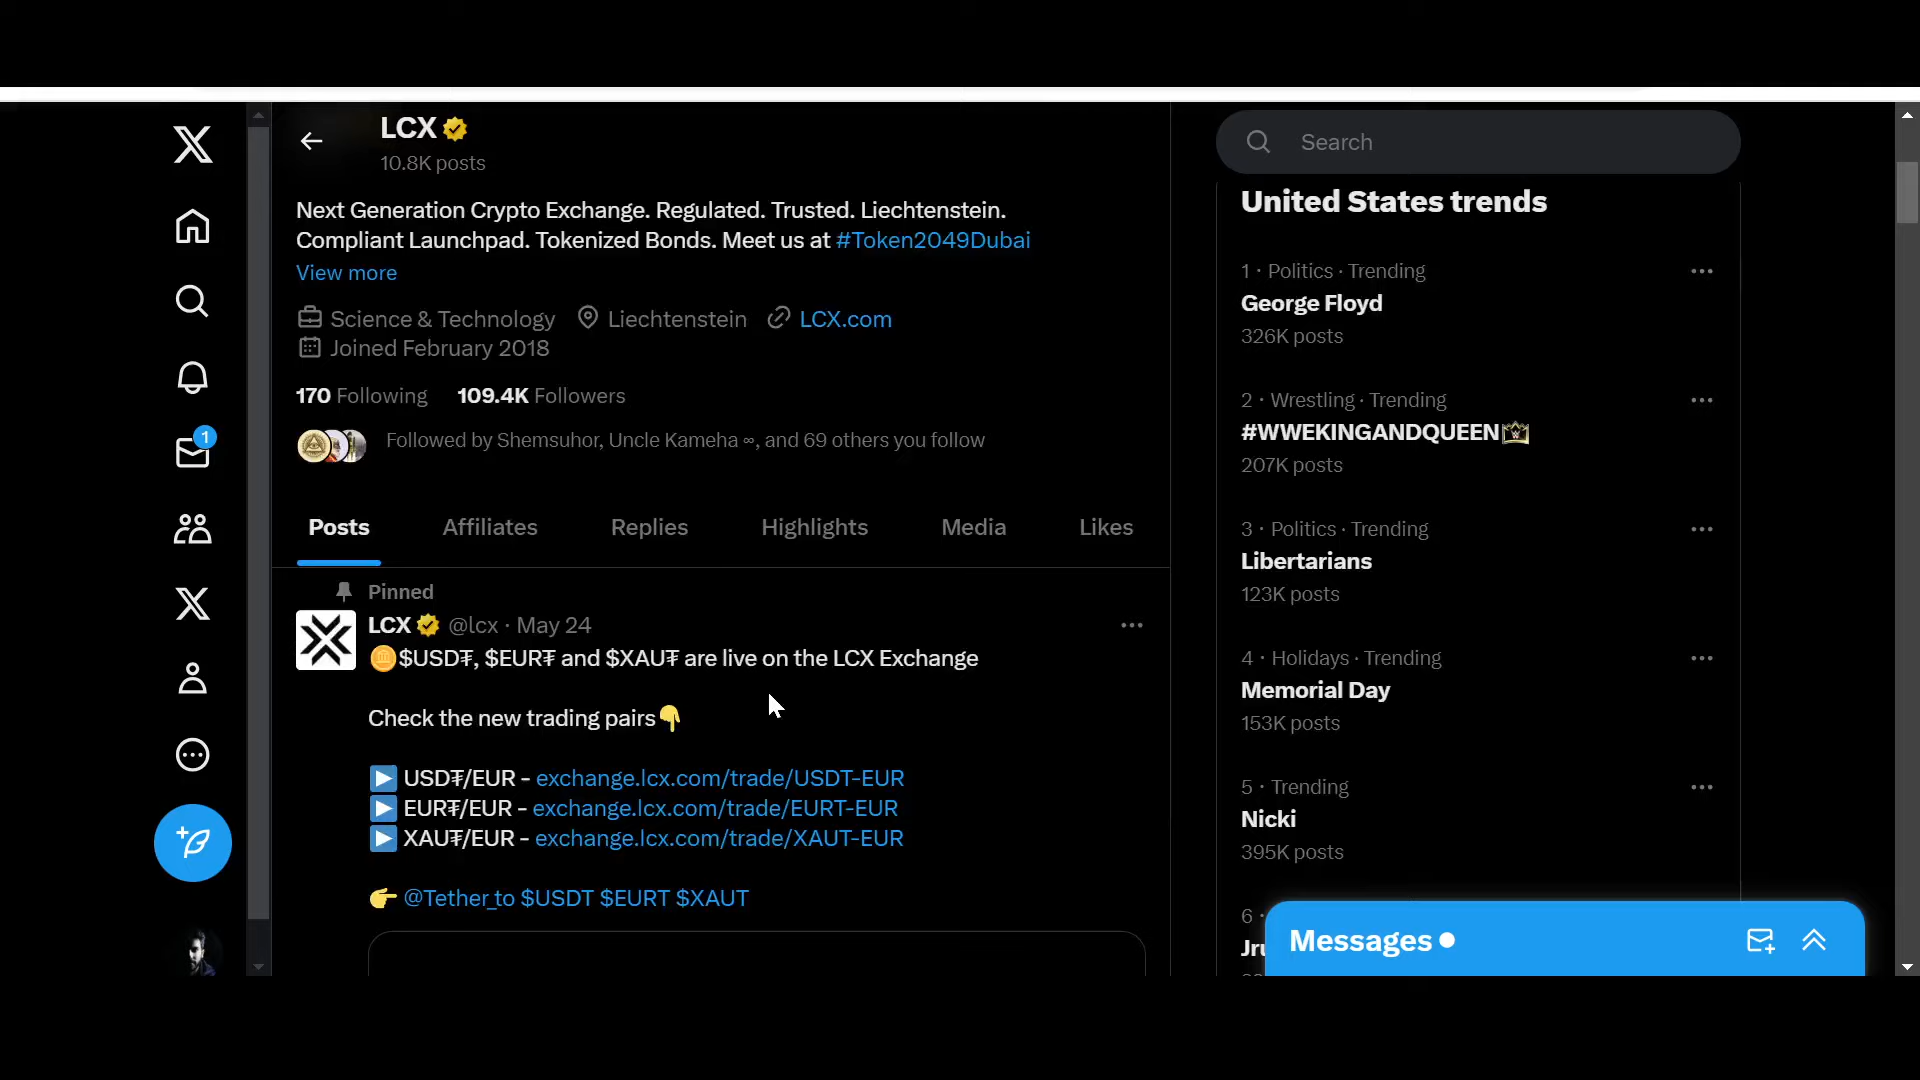 LCX
10.8K posts
Next Generation Crypto Exchange. Regulated. Trusted. Liechtenstein.
Compliant Launchpad. Tokenized Bonds. Meet us at #Token2049Dubai
View more
Science & Technology Liechtenstein LCX.com
Joined February 2018
170 Following 109.4K Followers
Followed by Shemsuhor, Uncle Kameha ∞, and 69 others you follow
Posts Affiliates Replies Highlights Media Likes
Pinned
LCX @lcx · May 24
🪙$USD₮, $EUR₮ and $XAU₮ are live on the LCX Exchange
Check the new trading pairs👇
▶️ USD₮/EUR - exchange.lcx.com/trade/USDT-EUR
▶️ EUR₮/EUR - exchange.lcx.com/trade/EURT-EUR
▶️ XAU₮/EUR - exchange.lcx.com/trade/XAUT-EUR
👉 @Tether_to $USDT $EURT $XAUT
1
Search
United States trends
1 · Politics · Trending
George Floyd
326K posts
2 · Wrestling · Trending
#WWEKINGANDQUEEN
207K posts
3 · Politics · Trending
Libertarians
123K posts
4 · Holidays · Trending
Memorial Day
153K posts
5 · Trending
Nicki
395K posts
6 ·
Messages